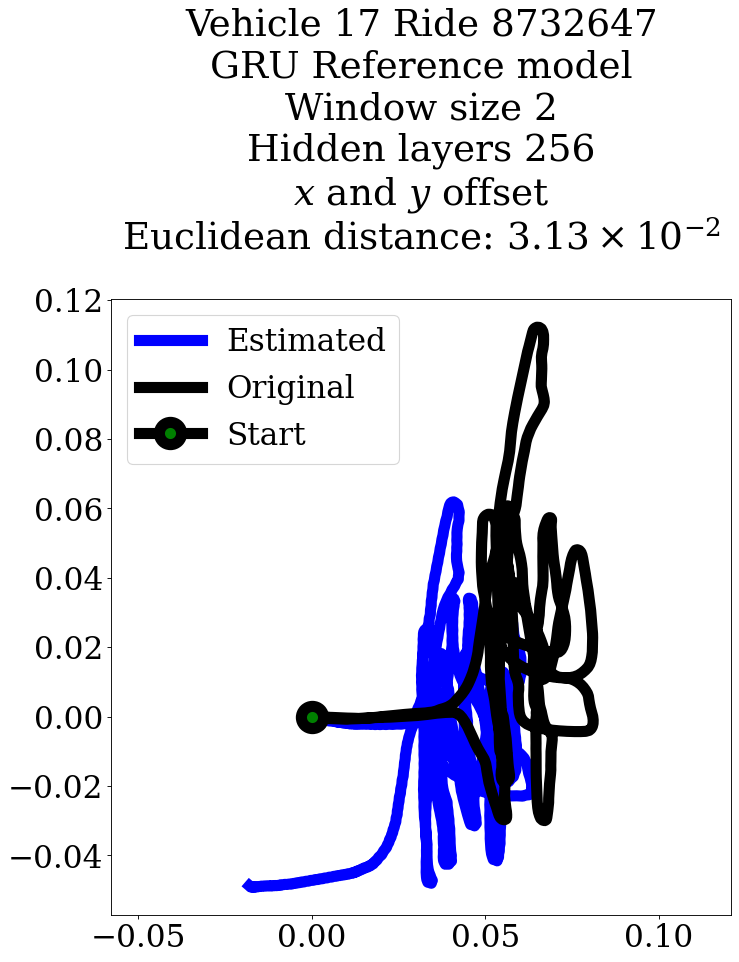 Vehicle 17 Ride 8732647
GRU Reference model
Window size 2
Hidden layers 256
x and y offset
Euclidean distance: 3.13 × 10⁻²
0.12
0.10
0.08
0.06
0.04
0.02
0.00
−0.02
−0.04
Estimated
Original
Start
−0.05 0.00 0.05 0.10